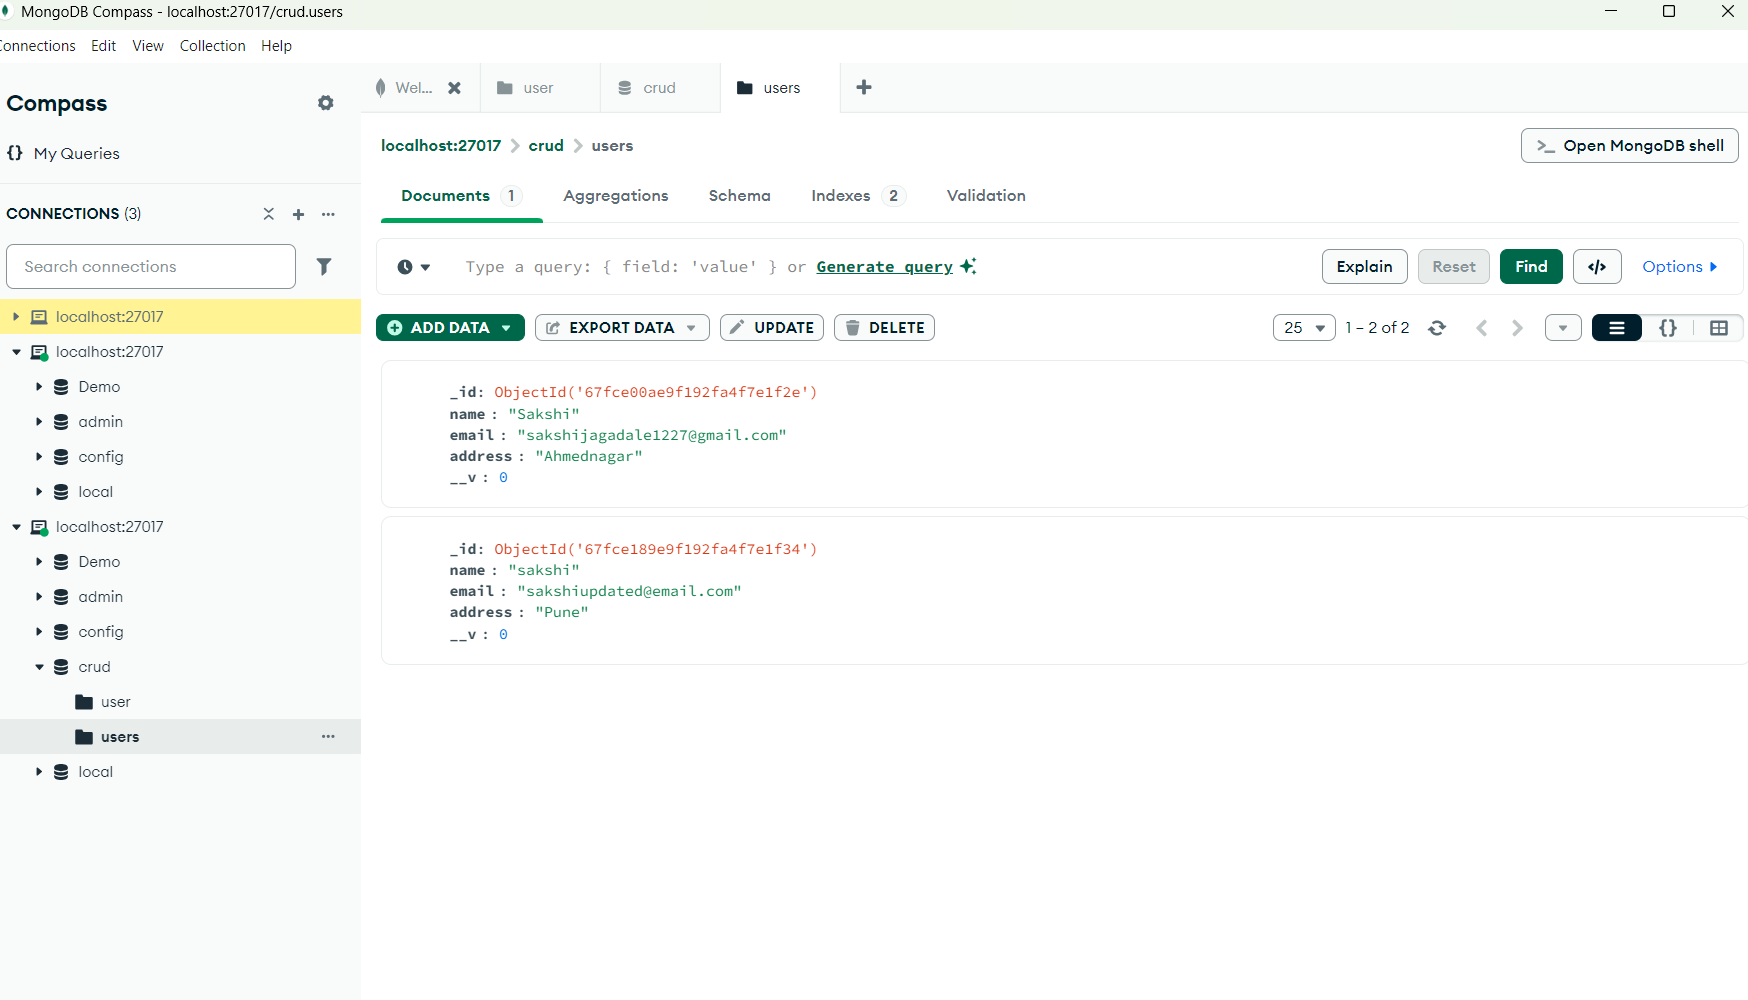 MongoDB Compass - localhost:27017/crud.users
Connections Edit View Collection Help
Compass
{} My Queries
CONNECTIONS (3)
Search connections
localhost:27017
localhost:27017
Demo
admin
config
local
localhost:27017
Demo
admin
config
crud
user
users
local
Wel... user crud users
localhost:27017 > crud > users
>_ Open MongoDB shell
Documents 1 Aggregations Schema Indexes 2 Validation
Type a query: { field: 'value' } or Generate query
Explain Reset Find </> Options
ADD DATA EXPORT DATA UPDATE DELETE
25 1 – 2 of 2 {}
_id: ObjectId('67fce00ae9f192fa4f7e1f2e')
name : "Sakshi"
email : "sakshijagadale1227@gmail.com"
address : "Ahmednagar"
__v : 0
_id: ObjectId('67fce189e9f192fa4f7e1f34')
name : "sakshi"
email : "sakshiupdated@email.com"
address : "Pune"
__v : 0